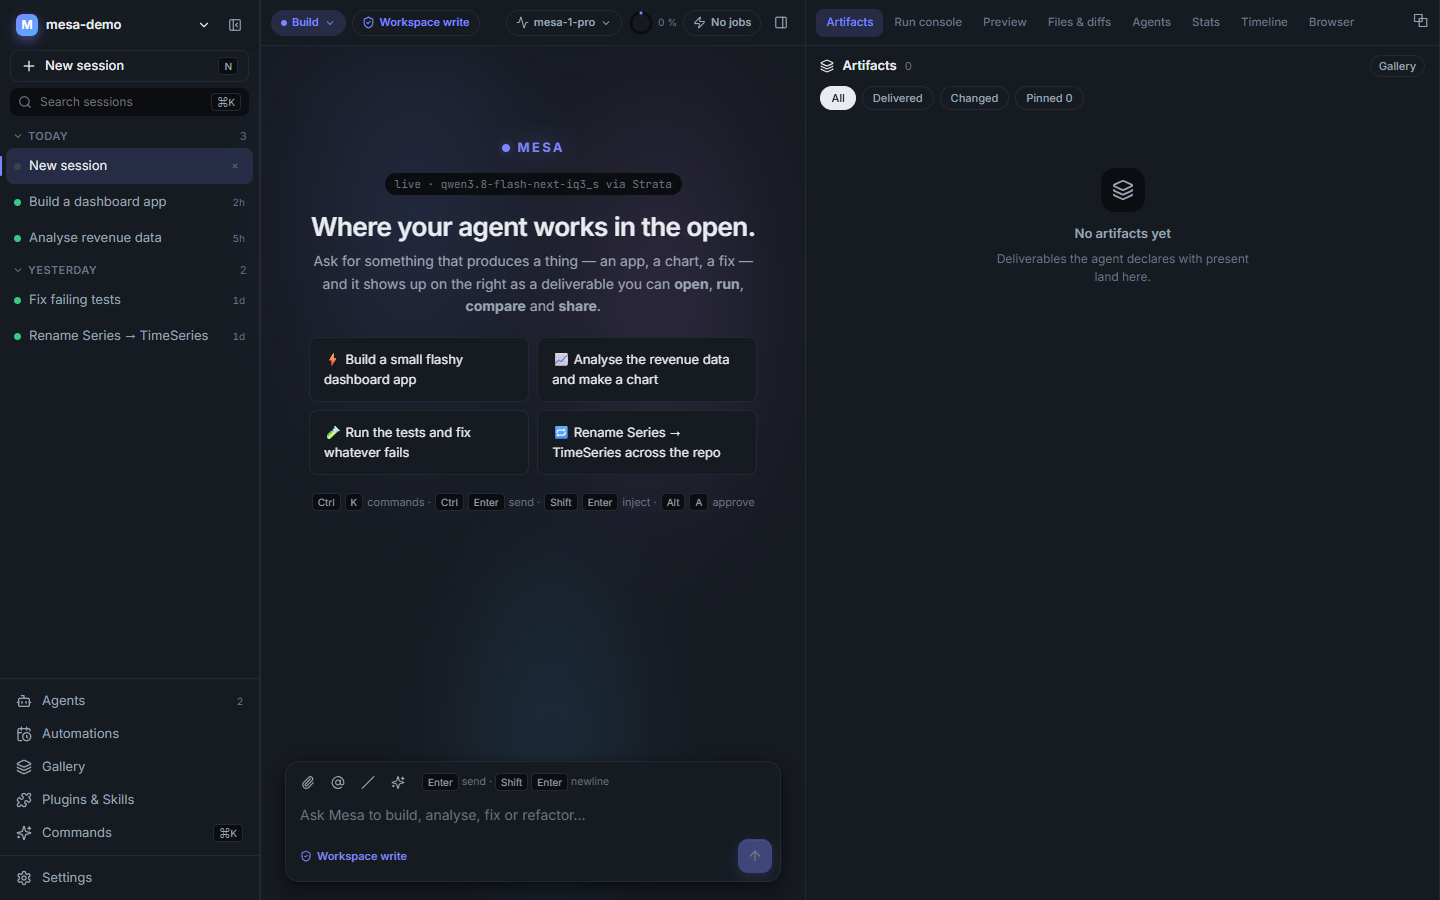 M mesa-demo
New session N
Search sessions ⌘K
TODAY 3
New session ×
Build a dashboard app 2h
Analyse revenue data 5h
YESTERDAY 2
Fix failing tests 1d
Rename Series → TimeSeries 1d
Agents 2
Automations
Gallery
Plugins & Skills
Commands ⌘K
Settings
Build Workspace write mesa-1-pro 0 % No jobs
MESA
live · qwen3.8-flash-next-iq3_s via Strata
Where your agent works in the open.
Ask for something that produces a thing — an app, a chart, a fix —
and it shows up on the right as a deliverable you can open, run,
compare and share.
Build a small flashy
dashboard app
Analyse the revenue data
and make a chart
Run the tests and fix
whatever fails
Rename Series →
TimeSeries across the repo
Ctrl K commands · Ctrl Enter send · Shift Enter inject · Alt A approve
Enter send · Shift Enter newline
Ask Mesa to build, analyse, fix or refactor...
Workspace write
Artifacts Run console Preview Files & diffs Agents Stats Timeline Browser
Artifacts 0 Gallery
All Delivered Changed Pinned 0
No artifacts yet
Deliverables the agent declares with present
land here.